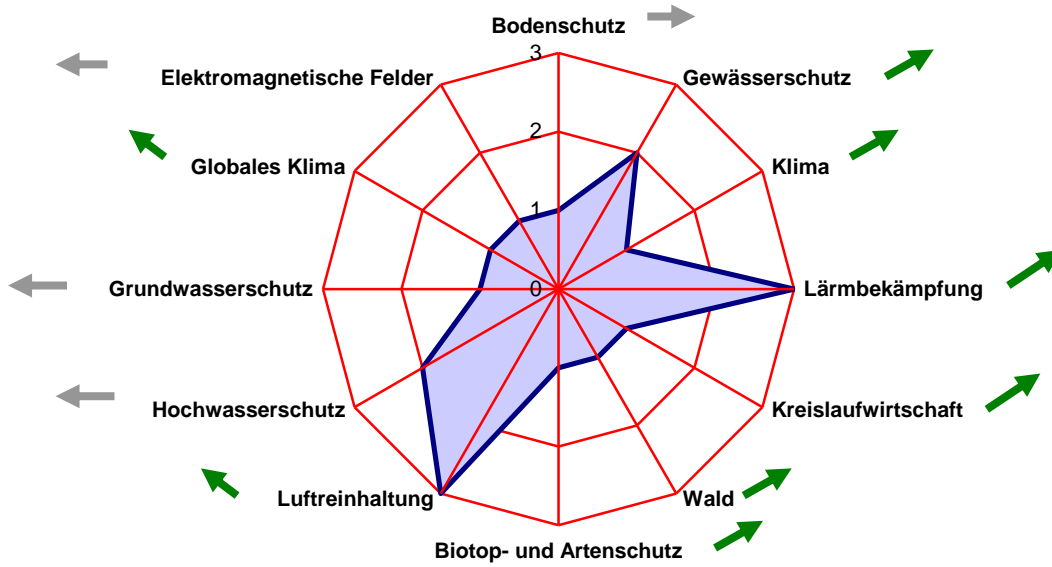 Bodenschutz
3
Elektromagnetische Felder
Gewässerschutz
2
Globales Klima
Klima
1
Grundwasserschutz
0
Lärmbekämpfung
Hochwasserschutz
Kreislaufwirtschaft
Luftreinhaltung
Wald
Biotop- und Artenschutz